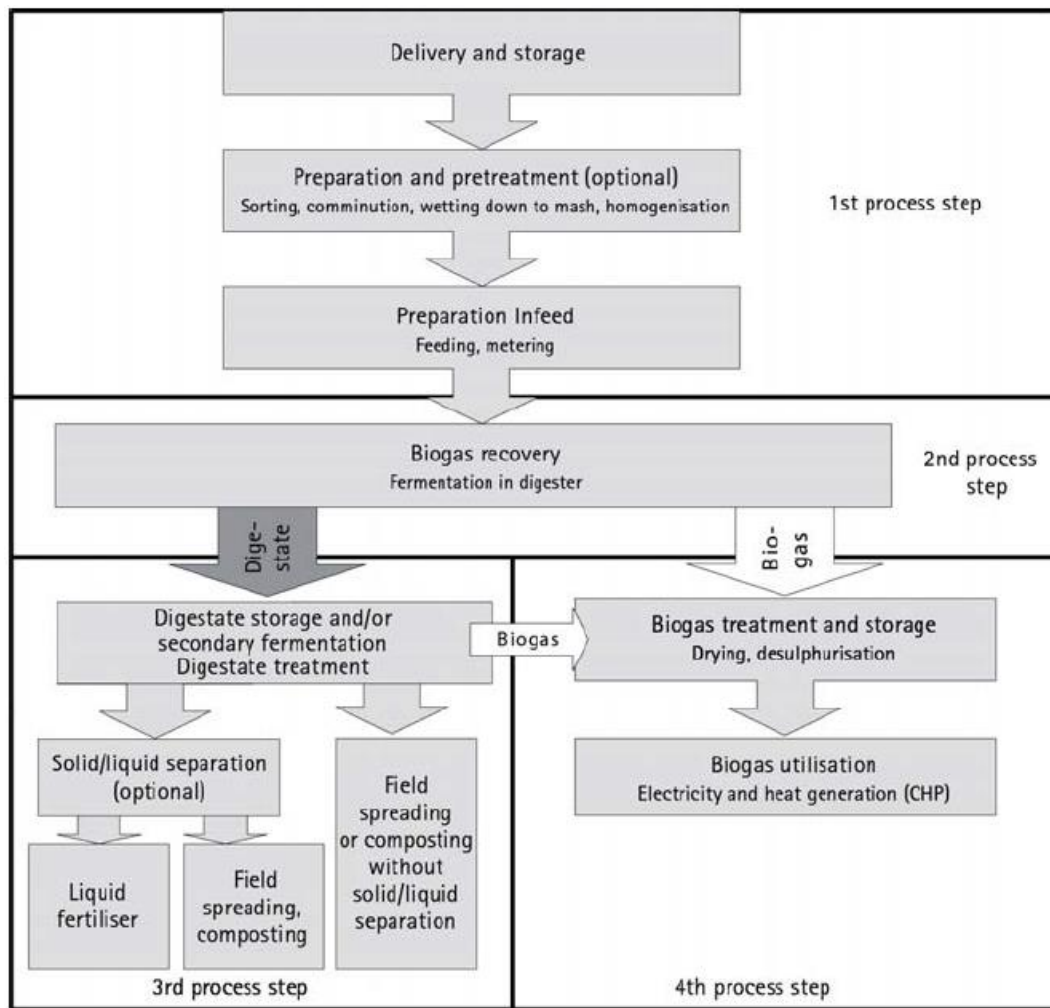 Delivery and storage
Preparation and pretreatment (optional)
Sorting, comminution, wetting down to mash, homogenisation
1st process step
Preparation Infeed
Feeding, metering
Biogas recovery
Fermentation in digester
2nd process
step
Dige-
state
Bio-
gas
Digestate storage and/or
secondary fermentation
Digestate treatment
Biogas
Biogas treatment and storage
Drying, desulphurisation
Solid/liquid separation
(optional)
Field
spreading
or composting
without
solid/liquid
separation
Biogas utilisation
Electricity and heat generation (CHP)
Liquid
fertiliser
Field
spreading,
composting
3rd process step
4th process step